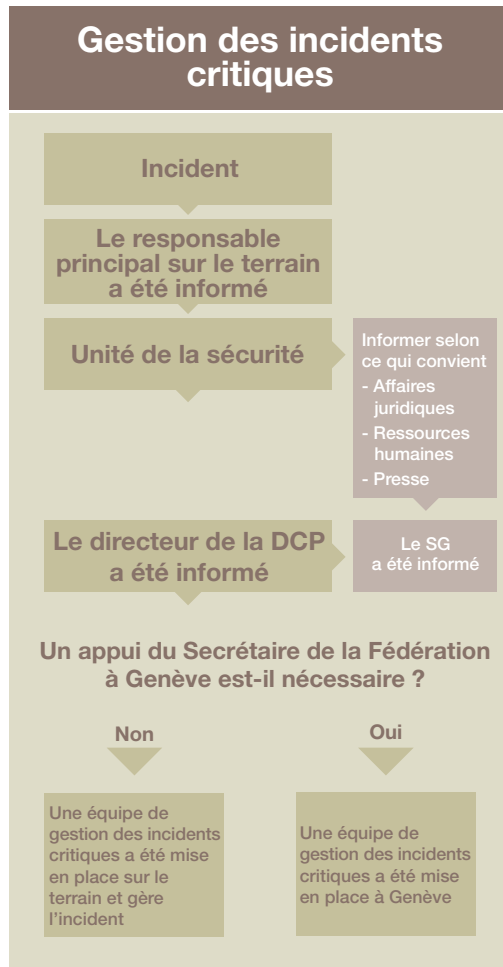 Gestion des incidents
critiques
Incident
Le responsable
principal sur le terrain
a été informé
Unité de la sécurité
Informer selon
ce qui convient
- Affaires
juridiques
- Ressources
humaines
- Presse
Le directeur de la DCP
a été informé
Le SG
a été informé
Un appui du Secrétaire de la Fédération
à Genève est-il nécessaire ?
Non
Oui
Une équipe de
gestion des incidents
critiques a été mise
en place sur le
terrain et gère
l’incident
Une équipe de
gestion des incidents
critiques a été mise
en place à Genève